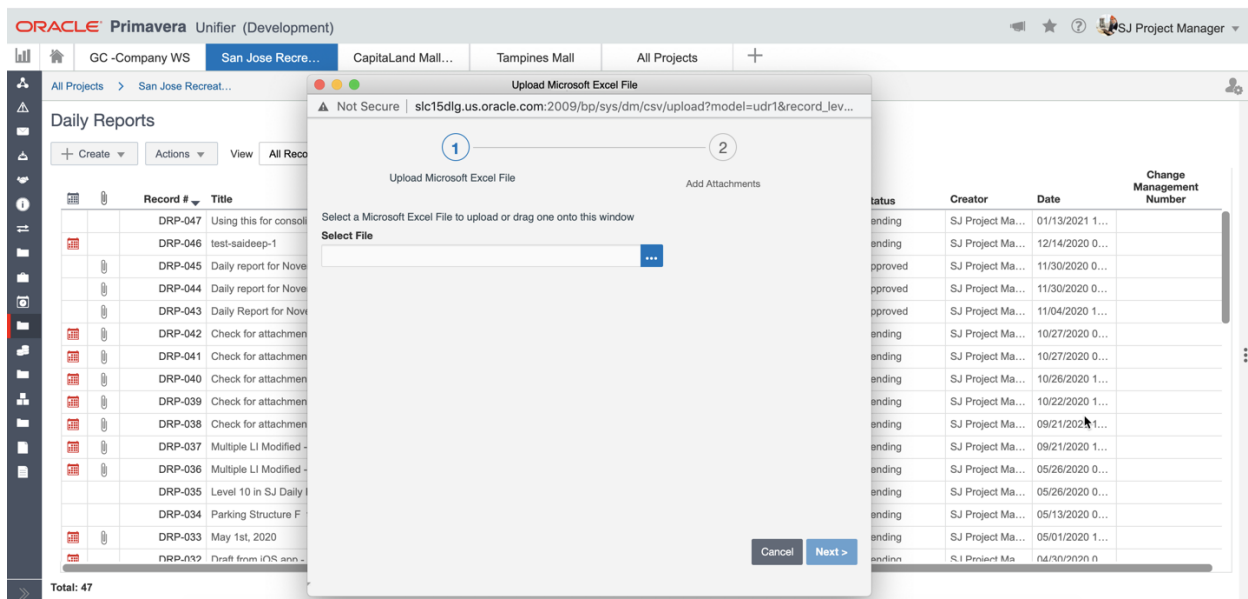 ORACLE Primavera Unifier (Development)
SJ Project Manager
GC -Company WS
San Jose Recre...
CapitaLand Mall...
Tampines Mall
All Projects
All Projects > San Jose Recreat...
Upload Microsoft Excel File
Not Secure | slc15dlg.us.oracle.com:2009/bp/sys/dm/csv/upload?model=udr1&record_lev...
Daily Reports
+ Create
Actions
View
All Reco
1
2
Upload Microsoft Excel File
Add Attachments
Select a Microsoft Excel File to upload or drag one onto this window
Select File
...
Cancel
Next >
Record # Title tatus Creator Date Change Management Number
DRP-047 Using this for consoli ending SJ Project Ma... 01/13/2021 1...
DRP-046 test-saideep-1 ending SJ Project Ma... 12/14/2020 0...
DRP-045 Daily report for Nove pproved SJ Project Ma... 11/30/2020 0...
DRP-044 Daily report for Nove pproved SJ Project Ma... 11/30/2020 0...
DRP-043 Daily Report for Nov pproved SJ Project Ma... 11/04/2020 1...
DRP-042 Check for attachmen ending SJ Project Ma... 10/27/2020 0...
DRP-041 Check for attachmen ending SJ Project Ma... 10/27/2020 0...
DRP-040 Check for attachmen ending SJ Project Ma... 10/26/2020 1...
DRP-039 Check for attachmen ending SJ Project Ma... 10/22/2020 1...
DRP-038 Check for attachmen ending SJ Project Ma...
DRP-037 Multiple LI Modified - ending SJ Project Ma... 09/21/2020 1...
DRP-036 Multiple LI Modified - ending SJ Project Ma... 05/26/2020 0...
DRP-035 Level 10 in SJ Daily ending SJ Project Ma... 05/26/2020 0...
DRP-034 Parking Structure F ending SJ Project Ma... 05/13/2020 0...
DRP-033 May 1st, 2020 ending SJ Project Ma... 05/01/2020 1...
DRP-032 Draft from iOS app - ending SJ Project Ma... 04/30/2020 0
Total: 47